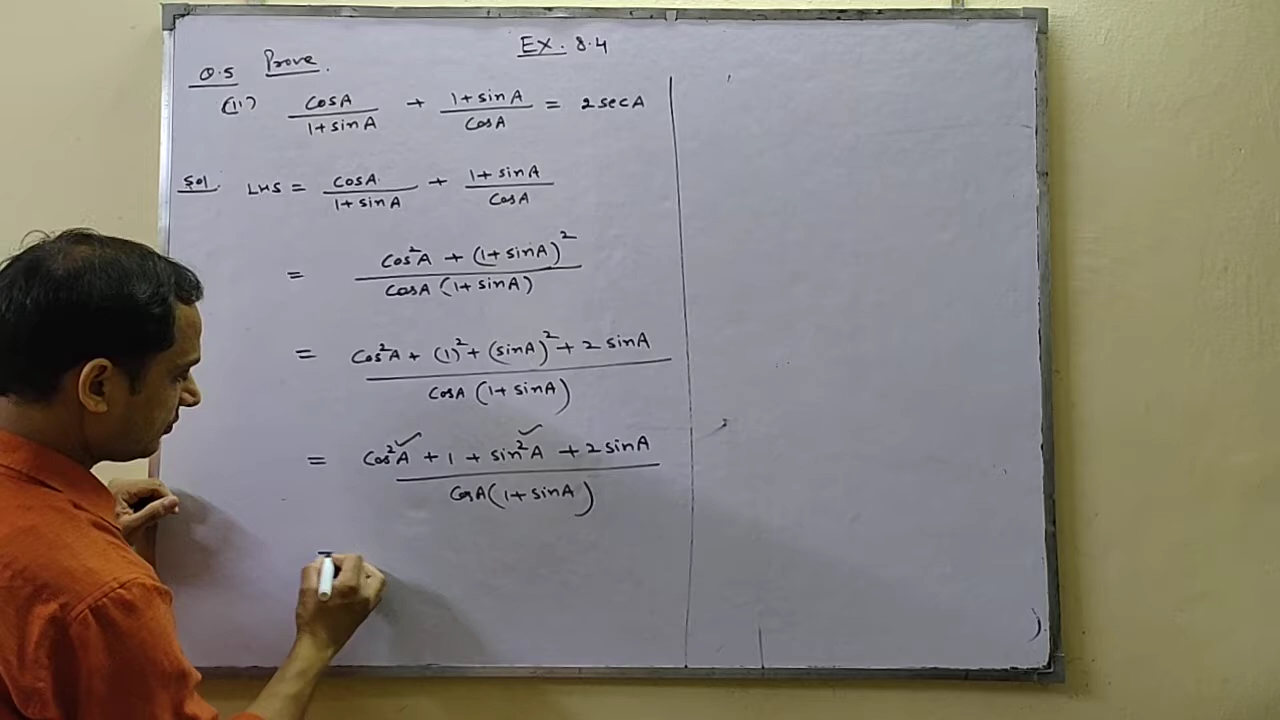 EX. 8.4
Q.5 Prove.
(ii) CosA/1+sinA + 1+sinA/CosA = 2secA
Sol. LHS = CosA/1+sinA + 1+sinA/CosA
= Cos²A + (1+sinA)²/CosA(1+sinA)
= Cos²A + (1)² + (sinA)² + 2sinA/CosA(1+sinA)
= Cos²A✓ + 1 + sin²A✓ + 2sinA/CosA(1+sinA)